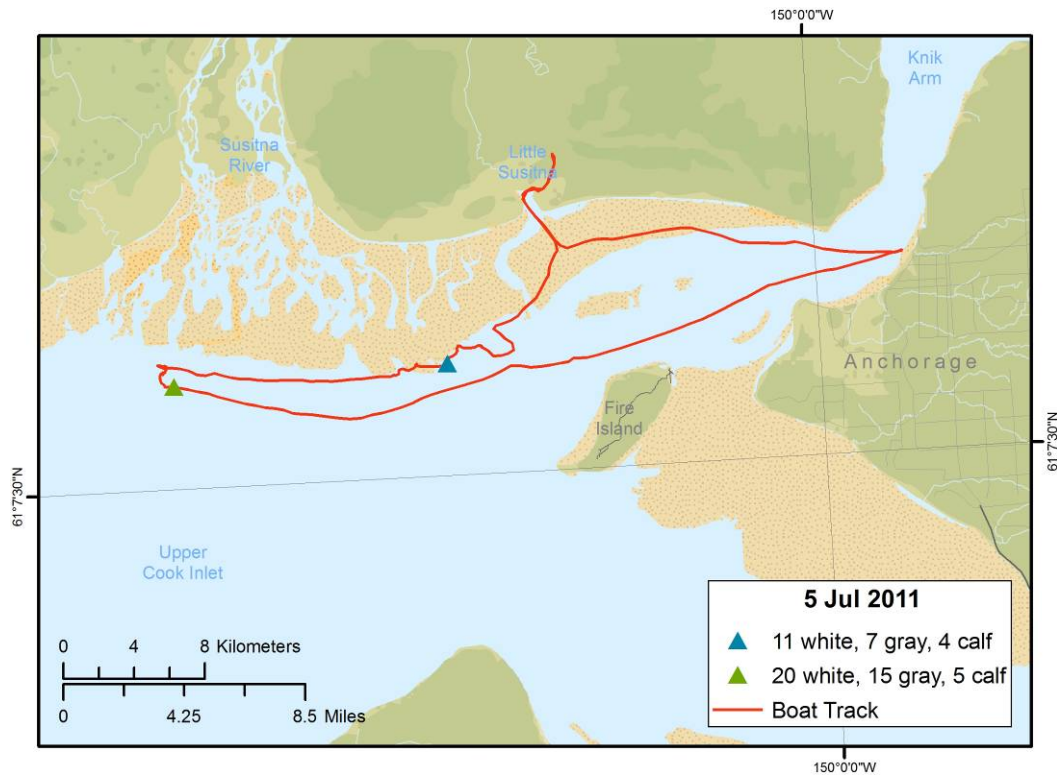 150°0'0"W
Knik
Arm
Susitna
River
Little
Susitna
Anchorage
Fire
Island
61°7'30"N
61°7'30"N
Upper
Cook Inlet
5 Jul 2011
11 white, 7 gray, 4 calf
20 white, 15 gray, 5 calf
Boat Track
0 4 8 Kilometers
0 4.25 8.5 Miles
150°0'0"W